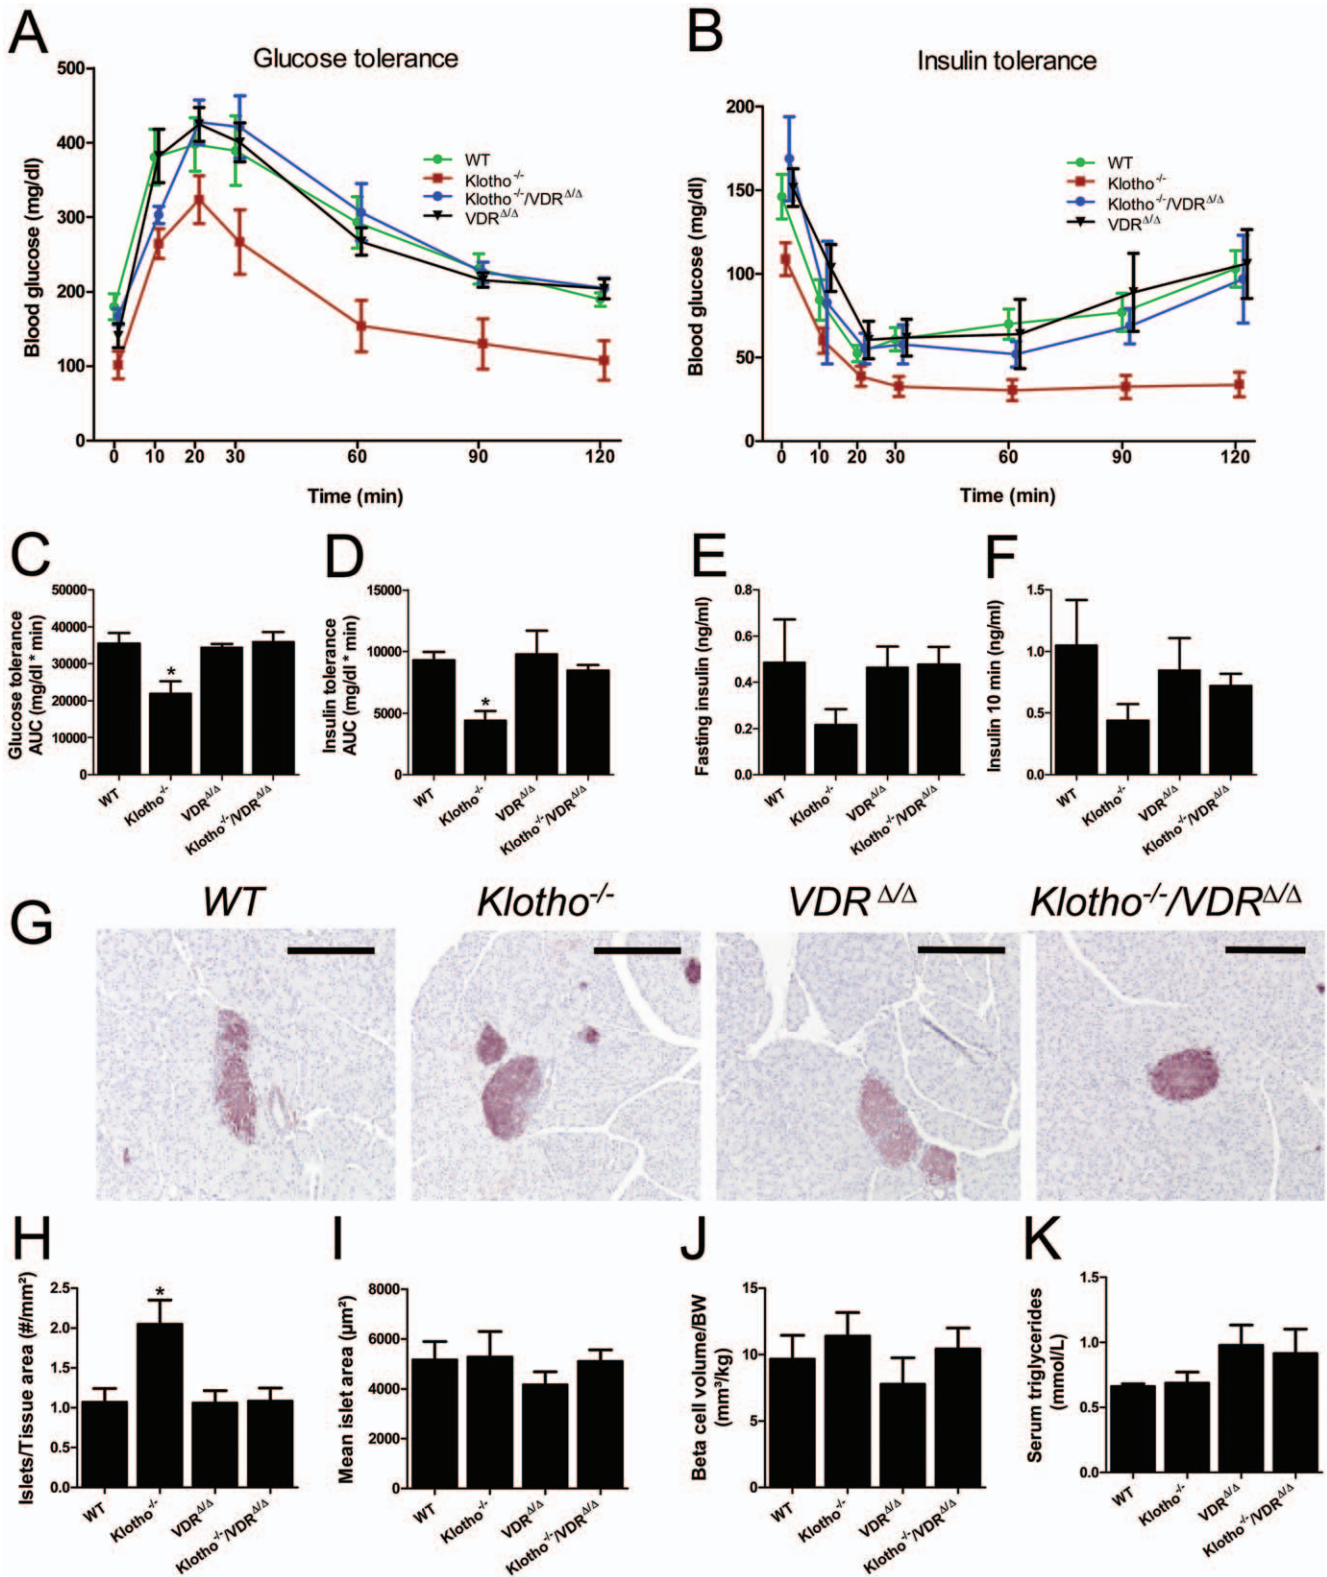 A
Glucose tolerance
Blood glucose (mg/dl)
500
400
300
200
100
0
0 10 20 30 60 90 120
Time (min)
WT
Klotho-/-
Klotho-/-/VDRΔ/Δ
VDRΔ/Δ
B
Insulin tolerance
Blood glucose (mg/dl)
200
150
100
50
0
0 10 20 30 60 90 120
Time (min)
WT
Klotho-/-
Klotho-/-/VDRΔ/Δ
VDRΔ/Δ
C
Glucose tolerance
AUC (mg/dl * min)
50000
40000
30000
20000
10000
0
*
WT
Klotho-/-
VDRΔ/Δ
Klotho-/-/VDRΔ/Δ
D
Insulin tolerance
AUC (mg/dl * min)
15000
10000
5000
0
*
WT
Klotho-/-
VDRΔ/Δ
Klotho-/-/VDRΔ/Δ
E
Fasting insulin (ng/ml)
0.8
0.6
0.4
0.2
0.0
WT
Klotho-/-
VDRΔ/Δ
Klotho-/-/VDRΔ/Δ
F
Insulin 10 min (ng/ml)
1.5
1.0
0.5
0.0
WT
Klotho-/-
VDRΔ/Δ
Klotho-/-/VDRΔ/Δ
G
WT
Klotho-/-
VDR Δ/Δ
Klotho-/-/VDRΔ/Δ
H
Islets/Tissue area (#/mm²)
2.5
2.0
1.5
1.0
0.5
0.0
*
WT
Klotho-/-
VDRΔ/Δ
Klotho-/-/VDRΔ/Δ
I
Mean islet area (µm²)
8000
6000
4000
2000
0
WT
Klotho-/-
VDRΔ/Δ
Klotho-/-/VDRΔ/Δ
J
Beta cell volume/BW
(mm³/kg)
15
10
5
0
WT
Klotho-/-
VDRΔ/Δ
Klotho-/-/VDRΔ/Δ
K
Serum triglycerides
(mmol/L)
1.5
1.0
0.5
0.0
WT
Klotho-/-
VDRΔ/Δ
Klotho-/-/VDRΔ/Δ